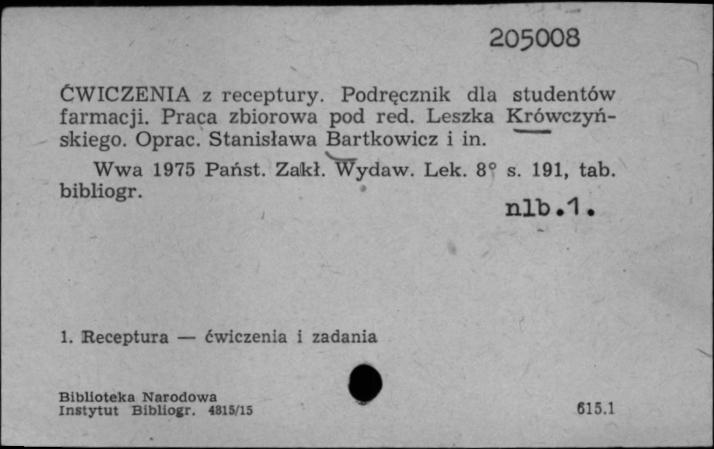 205008
ĆWICZENIA z receptury. Podręcznik dla studentów
farmacji. Praca zbiorowa pod red. Leszka Krówczyń-
skiego. Oprac. Stanisława Bartkowicz i in.
Wwa 1975 Państ. Zakł. Wydaw. Lek. 8° s. 191, tab.
bibliogr.
nlb.1.
1. Receptura — ćwiczenia i zadania
Biblioteka Narodowa
Instytut Bibliogr. 4815/15
615.1